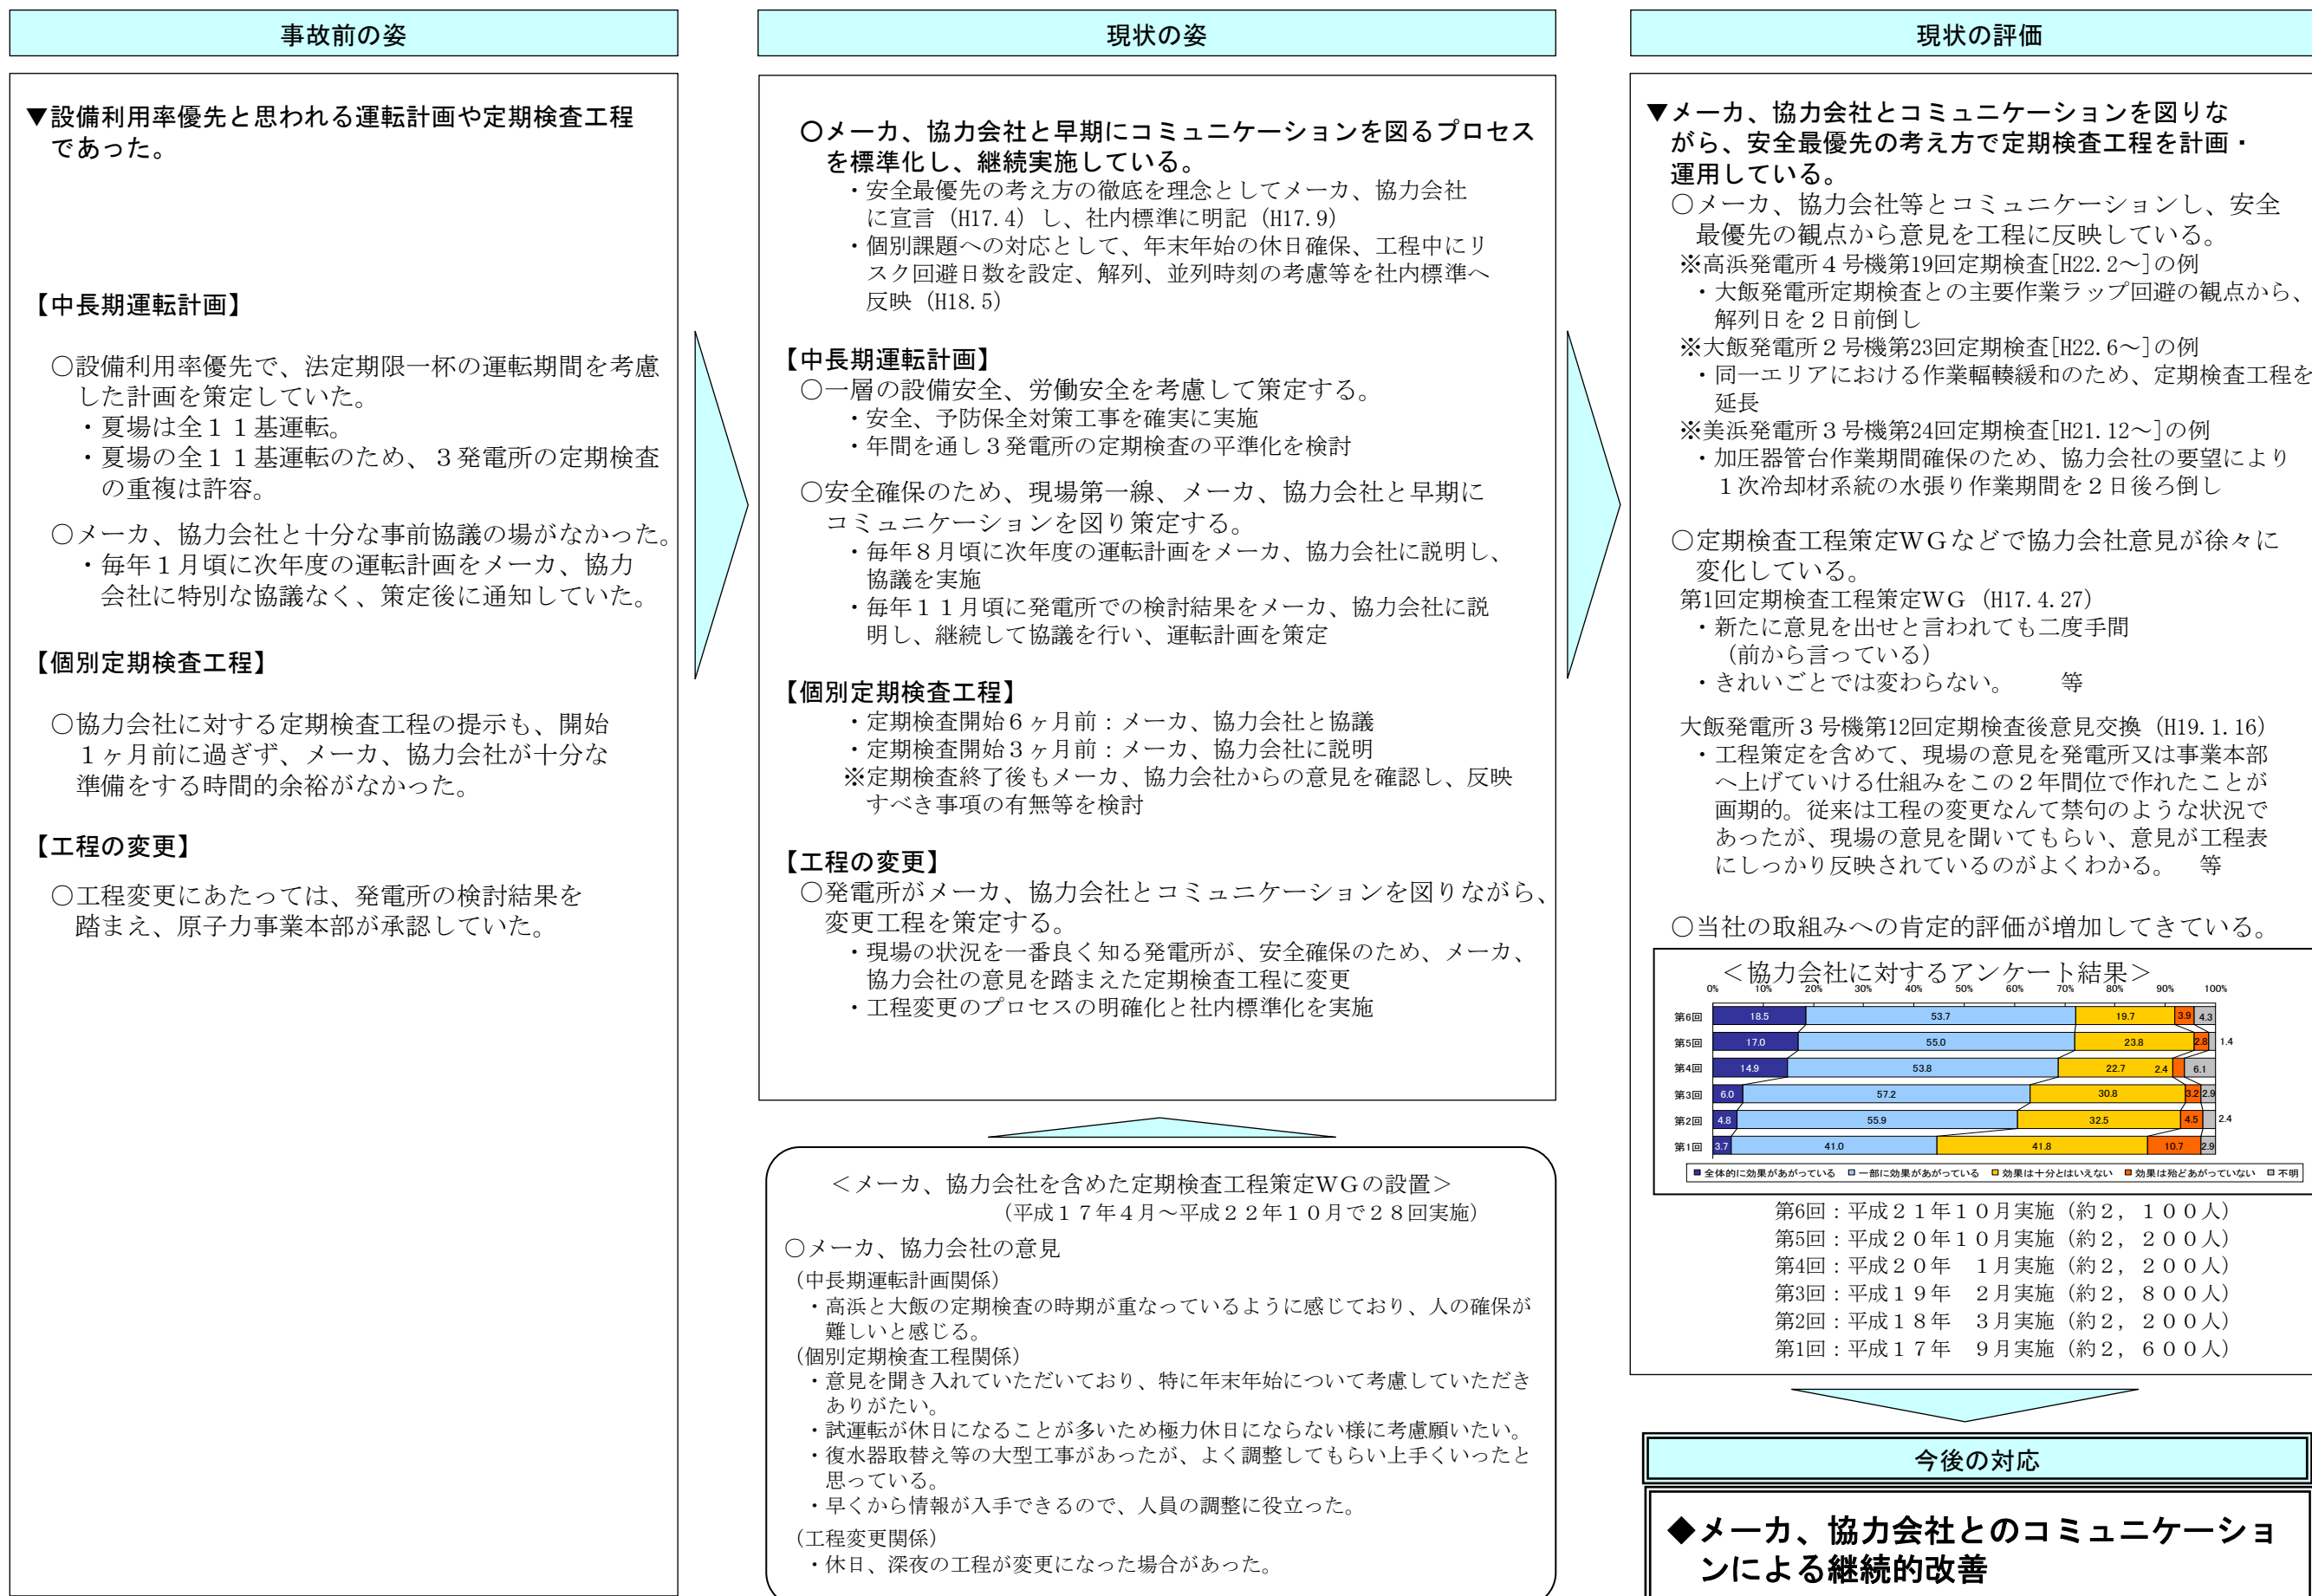 事故前の姿
▼設備利用率優先と思われる運転計画や定期検査工程
であった。
【中長期運転計画】
○設備利用率優先で、法定期限一杯の運転期間を考慮
した計画を策定していた。
・夏場は全１１基運転。
・夏場の全１１基運転のため、３発電所の定期検査
の重複は許容。
○メーカ、協力会社と十分な事前協議の場がなかった。
・毎年１月頃に次年度の運転計画をメーカ、協力
会社に特別な協議なく、策定後に通知していた。
【個別定期検査工程】
○協力会社に対する定期検査工程の提示も、開始
１ヶ月前に過ぎず、メーカ、協力会社が十分な
準備をする時間的余裕がなかった。
【工程の変更】
○工程変更にあたっては、発電所の検討結果を
踏まえ、原子力事業本部が承認していた。
現状の姿
○メーカ、協力会社と早期にコミュニケーションを図るプロセス
を標準化し、継続実施している。
・安全最優先の考え方の徹底を理念としてメーカ、協力会社
に宣言（H17.4）し、社内標準に明記（H17.9）
・個別課題への対応として、年末年始の休日確保、工程中にリ
スク回避日数を設定、解列、並列時刻の考慮等を社内標準へ
反映（H18.5）
【中長期運転計画】
○一層の設備安全、労働安全を考慮して策定する。
・安全、予防保全対策工事を確実に実施
・年間を通し３発電所の定期検査の平準化を検討
○安全確保のため、現場第一線、メーカ、協力会社と早期に
コミュニケーションを図り策定する。
・毎年８月頃に次年度の運転計画をメーカ、協力会社に説明し、
協議を実施
・毎年１１月頃に発電所での検討結果をメーカ、協力会社に説
明し、継続して協議を行い、運転計画を策定
【個別定期検査工程】
・定期検査開始６ヶ月前：メーカ、協力会社と協議
・定期検査開始３ヶ月前：メーカ、協力会社に説明
※定期検査終了後もメーカ、協力会社からの意見を確認し、反映
すべき事項の有無等を検討
【工程の変更】
○発電所がメーカ、協力会社とコミュニケーションを図りながら、
変更工程を策定する。
・現場の状況を一番良く知る発電所が、安全確保のため、メーカ、
協力会社の意見を踏まえた定期検査工程に変更
・工程変更のプロセスの明確化と社内標準化を実施
＜メーカ、協力会社を含めた定期検査工程策定WGの設置＞
（平成１７年４月～平成２２年１０月で２８回実施）
○メーカ、協力会社の意見
（中長期運転計画関係）
・高浜と大飯の定期検査の時期が重なっているように感じており、人の確保が
難しいと感じる。
（個別定期検査工程関係）
・意見を聞き入れていただいており、特に年末年始について考慮していただき
ありがたい。
・試運転が休日になることが多いため極力休日にならない様に考慮願いたい。
・復水器取替え等の大型工事があったが、よく調整してもらい上手くいったと
思っている。
・早くから情報が入手できるので、人員の調整に役立った。
（工程変更関係）
・休日、深夜の工程が変更になった場合があった。
現状の評価
▼メーカ、協力会社とコミュニケーションを図りな
がら、安全最優先の考え方で定期検査工程を計画・
運用している。
○メーカ、協力会社等とコミュニケーションし、安全
最優先の観点から意見を工程に反映している。
※高浜発電所４号機第19回定期検査[H22.2～]の例
・大飯発電所定期検査との主要作業ラップ回避の観点から、
解列日を２日前倒し
※大飯発電所２号機第23回定期検査[H22.6～]の例
・同一エリアにおける作業輻輳緩和のため、定期検査工程を
延長
※美浜発電所３号機第24回定期検査[H21.12～]の例
・加圧器管台作業期間確保のため、協力会社の要望により
１次冷却材系統の水張り作業期間を２日後ろ倒し
○定期検査工程策定ＷＧなどで協力会社意見が徐々に
変化している。
第1回定期検査工程策定WG（H17.4.27）
・新たに意見を出せと言われても二度手間
（前から言っている）
・きれいごとでは変わらない。　　等
大飯発電所３号機第12回定期検査後意見交換（H19.1.16）
・工程策定を含めて、現場の意見を発電所又は事業本部
へ上げていける仕組みをこの２年間位で作れたことが
画期的。従来は工程の変更なんて禁句のような状況で
あったが、現場の意見を聞いてもらい、意見が工程表
にしっかり反映されているのがよくわかる。　等
○当社の取組みへの肯定的評価が増加してきている。
＜協力会社に対するアンケート結果＞
0% 10% 20% 30% 40% 50% 60% 70% 80% 90% 100%
第6回 18.5 53.7 19.7 3.9 4.3
第5回 17.0 55.0 23.8 2.8 1.4
第4回 14.9 53.8 22.7 2.4 6.1
第3回 6.0 57.2 30.8 3.2 2.9
第2回 4.8 55.9 32.5 4.5 2.4
第1回 3.7 41.0 41.8 10.7 2.9
全体的に効果があがっている 一部に効果があがっている 効果は十分とはいえない 効果は殆どあがっていない 不明
第6回：平成２１年１０月実施（約２，１００人）
第5回：平成２０年１０月実施（約２，２００人）
第4回：平成２０年　１月実施（約２，２００人）
第3回：平成１９年　２月実施（約２，８００人）
第2回：平成１８年　３月実施（約２，２００人）
第1回：平成１７年　９月実施（約２，６００人）
今後の対応
◆メーカ、協力会社とのコミュニケーショ
ンによる継続的改善